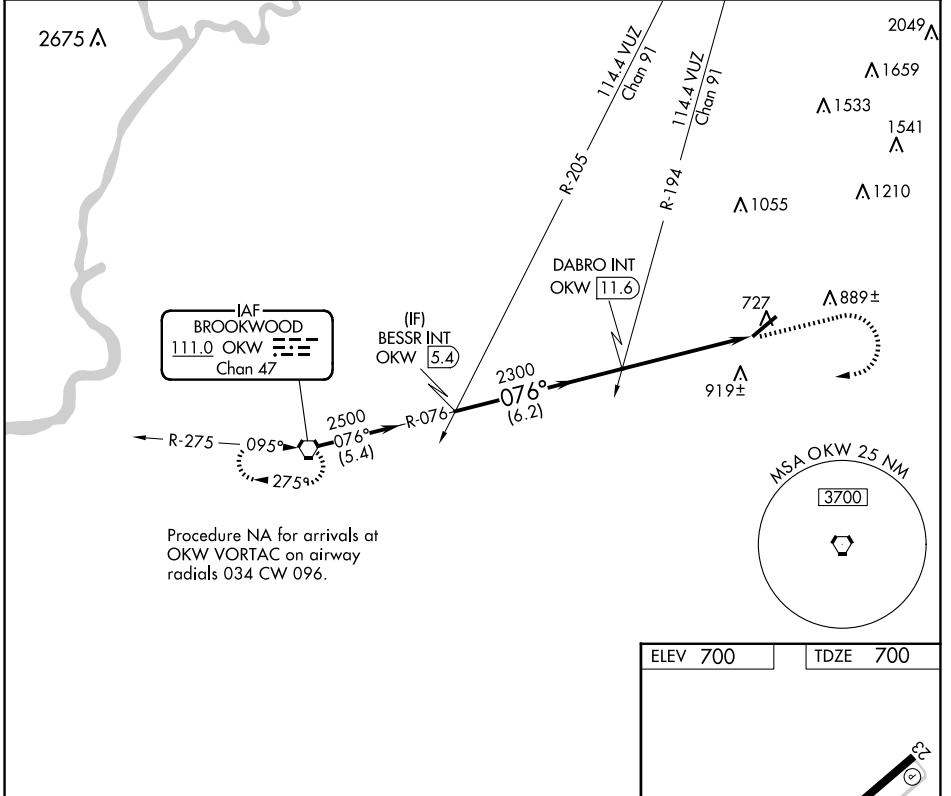 2675
2049
1659
1533
1541
1210
1055
114.4 VUZ
Chan 91
R-205
114.4 VUZ
Chan 91
R-194
DABRO INT
OKW 11.6
727
889±
919±
IAF
BROOKWOOD
111.0 OKW
Chan 47
(IF)
BESSR INT
OKW 5.4
2300
076°
(6.2)
2500
076°
(5.4)
R-076
R-275
095°
275°
MSA OKW 25 NM
3700
Procedure NA for arrivals at
OKW VORTAC on airway
radials 034 CW 096.
ELEV 700
TDZE 700
23
P